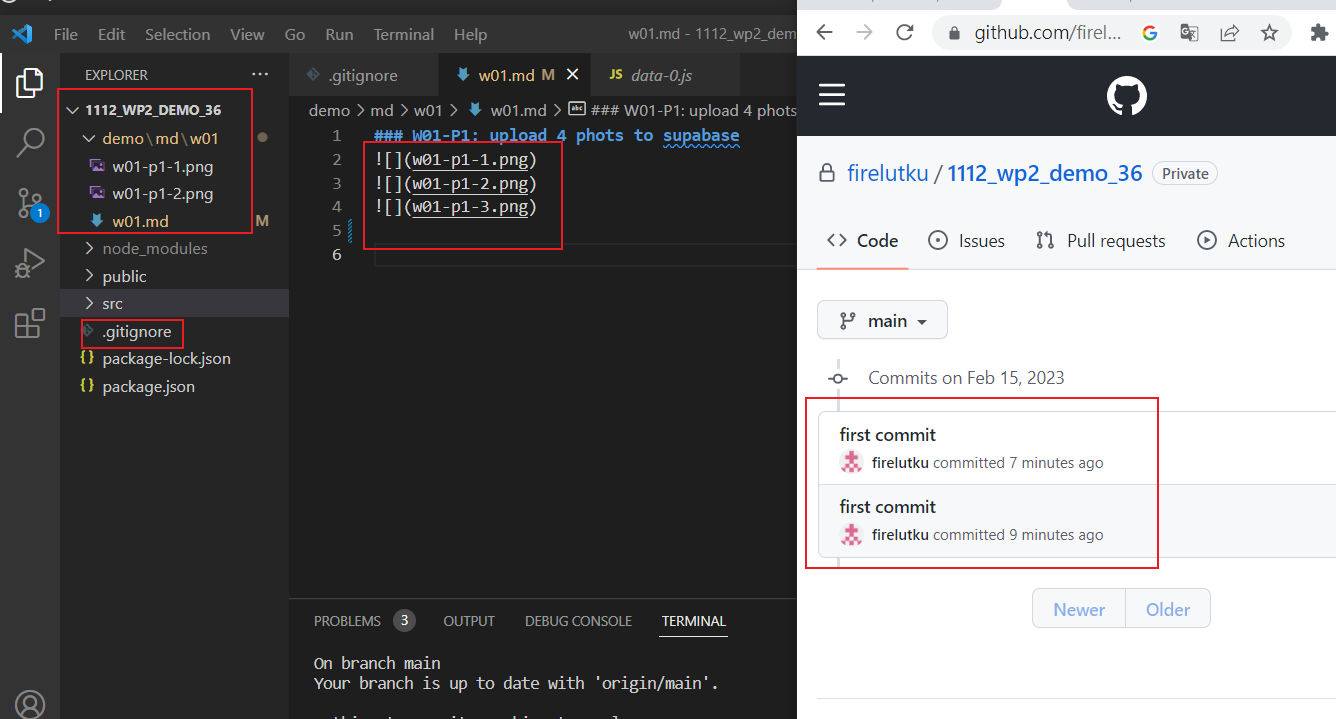 File Edit Selection View Go Run Terminal Help
w01.md - 1112_wp2_dem
EXPLORER ...
1112_WP2_DEMO_36
demo\md\w01
w01-p1-1.png
w01-p1-2.png
w01.md M
node_modules
public
src
.gitignore
{} package-lock.json
{} package.json
1
.gitignore
w01.md M
JS data-0.js
demo > md > w01 > w01.md > abc ### W01-P1: upload 4 phots
1 ### W01-P1: upload 4 phots to supabase
2 ![](w01-p1-1.png)
3 ![](w01-p1-2.png)
4 ![](w01-p1-3.png)
5
6
PROBLEMS 3 OUTPUT DEBUG CONSOLE TERMINAL
On branch main
Your branch is up to date with 'origin/main'.
github.com/firel...
firelutku / 1112_wp2_demo_36 Private
<> Code Issues Pull requests Actions
main
Commits on Feb 15, 2023
first commit
firelutku committed 7 minutes ago
first commit
firelutku committed 9 minutes ago
Newer Older